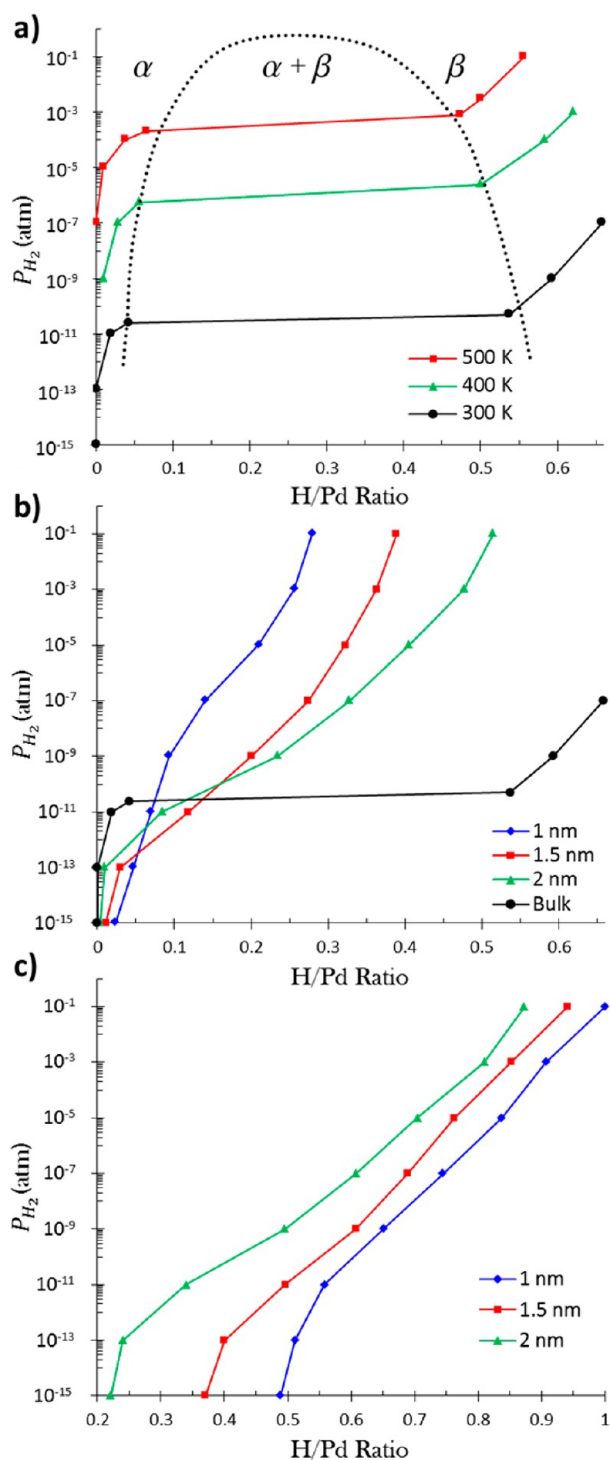 a)
α
α + β
β
10⁻¹
10⁻³
10⁻⁵
10⁻⁷
10⁻⁹
10⁻¹¹
10⁻¹³
10⁻¹⁵
P_{H₂} (atm)
500 K
400 K
300 K
0 0.1 0.2 0.3 0.4 0.5 0.6
H/Pd Ratio
b)
10⁻¹
10⁻³
10⁻⁵
10⁻⁷
10⁻⁹
10⁻¹¹
10⁻¹³
10⁻¹⁵
P_{H₂} (atm)
1 nm
1.5 nm
2 nm
Bulk
0 0.1 0.2 0.3 0.4 0.5 0.6
H/Pd Ratio
c)
10⁻¹
10⁻³
10⁻⁵
10⁻⁷
10⁻⁹
10⁻¹¹
10⁻¹³
10⁻¹⁵
P_{H₂} (atm)
1 nm
1.5 nm
2 nm
0.2 0.3 0.4 0.5 0.6 0.7 0.8 0.9 1
H/Pd Ratio